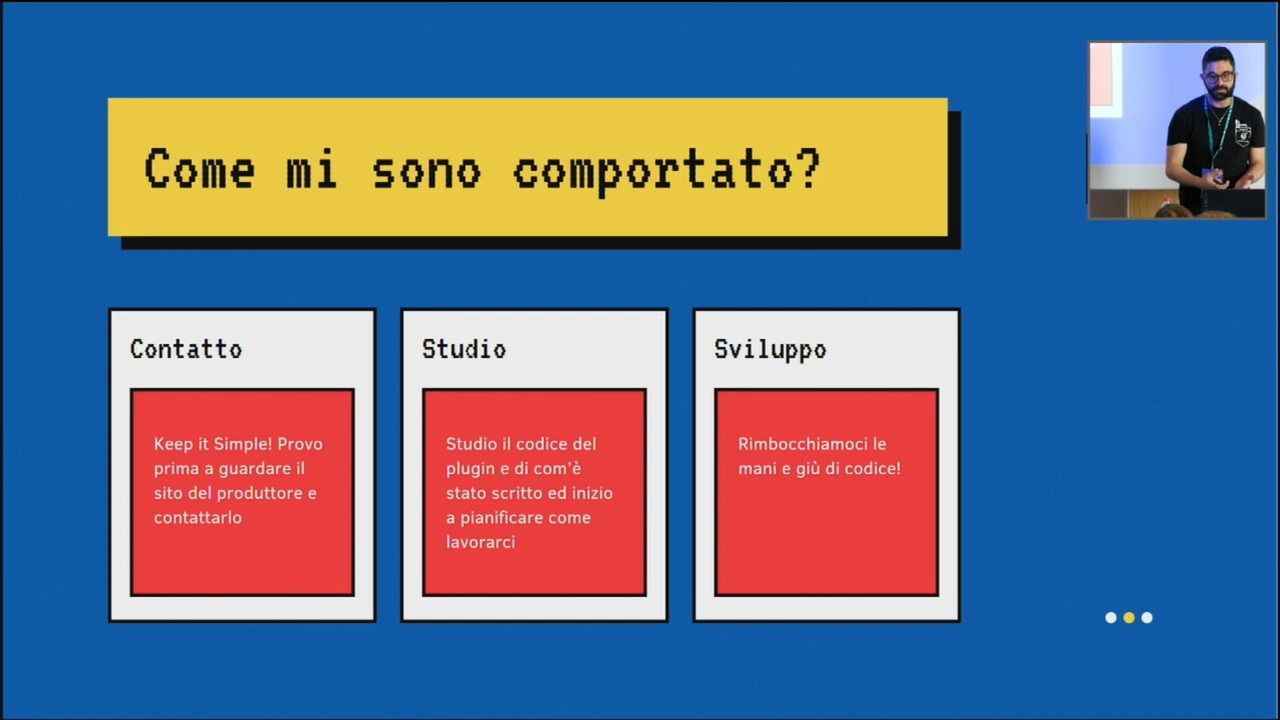 Come mi sono comportato?
Contatto
Keep it Simple! Provo
prima a guardare il
sito del produttore e
contattarlo
Studio
Studio il codice del
plugin e di com'è
stato scritto ed inizio
a pianificare come
lavorarci
Sviluppo
Rimbocchiamoci le
mani e giù di codice!